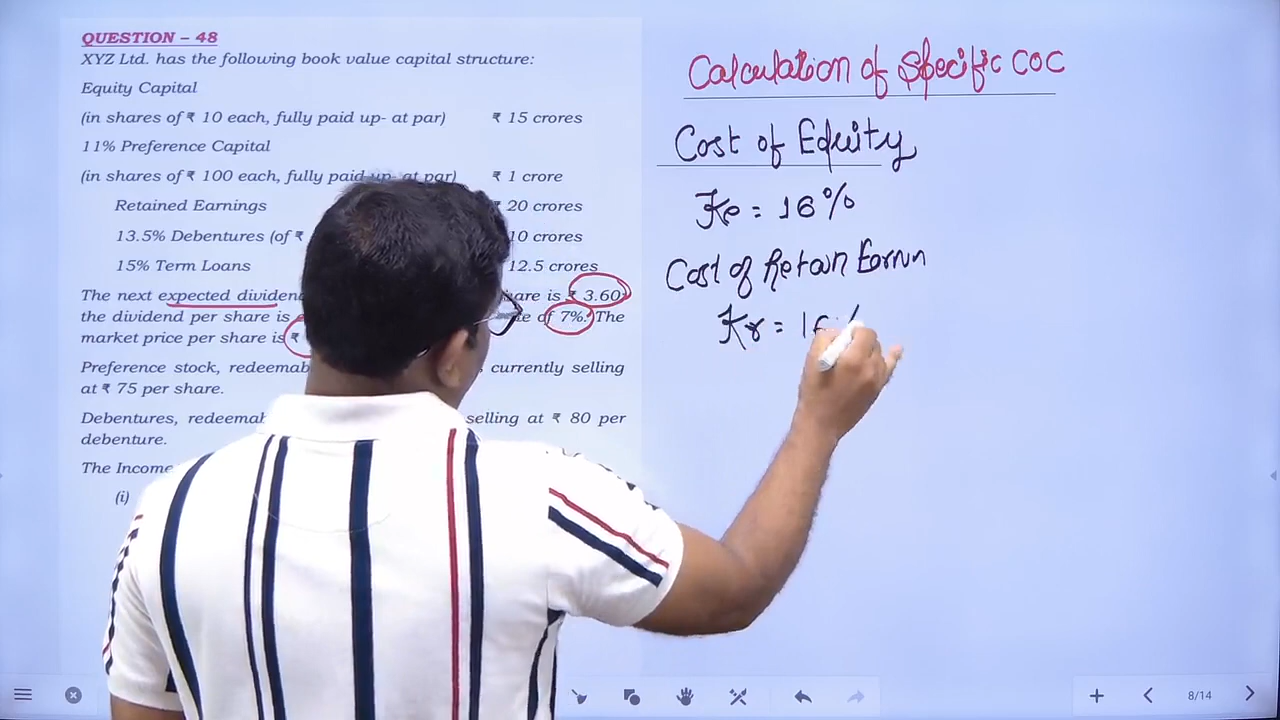 QUESTION – 48
XYZ Ltd. has the following book value capital structure:
Equity Capital
(in shares of ₹ 10 each, fully paid up- at par) ₹ 15 crores
11% Preference Capital
(in shares of ₹ 100 each, fully paid up- at par) ₹ 1 crore
Retained Earnings ₹ 20 crores
13.5% Debentures (of ₹ 10 crores
15% Term Loans 12.5 crores
The next expected dividend is ₹ 3.60;
the dividend per share is of 7%. The
market price per share is ₹
Preference stock, currently selling
at ₹ 75 per share.
Debentures, selling at ₹ 80 per
debenture.
The Income
(i)
Calculation of Specific COC
Cost of Equity
Ke = 16%
Cost of Retain Earnin
Kr = 16%
8/14